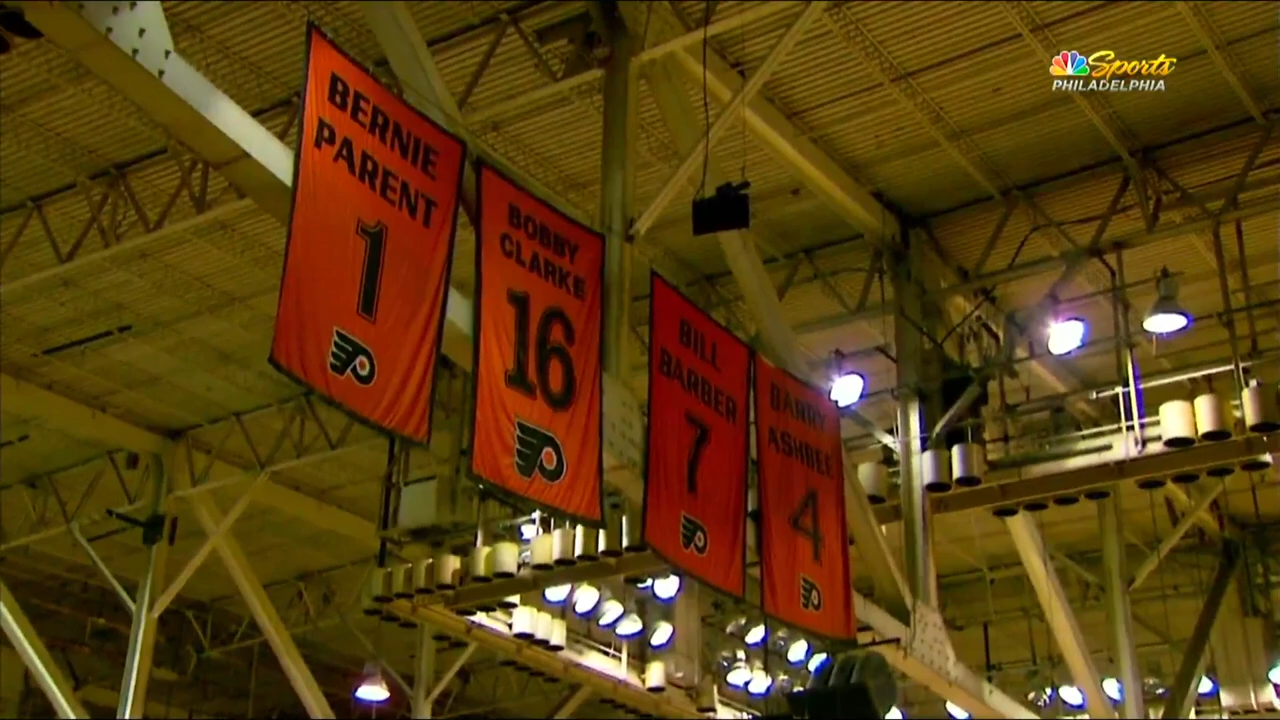 Sports
PHILADELPHIA
BERNIE
PARENT
1
BOBBY
CLARKE
16
BILL
BARBER
7
BARRY
ASHBEE
4